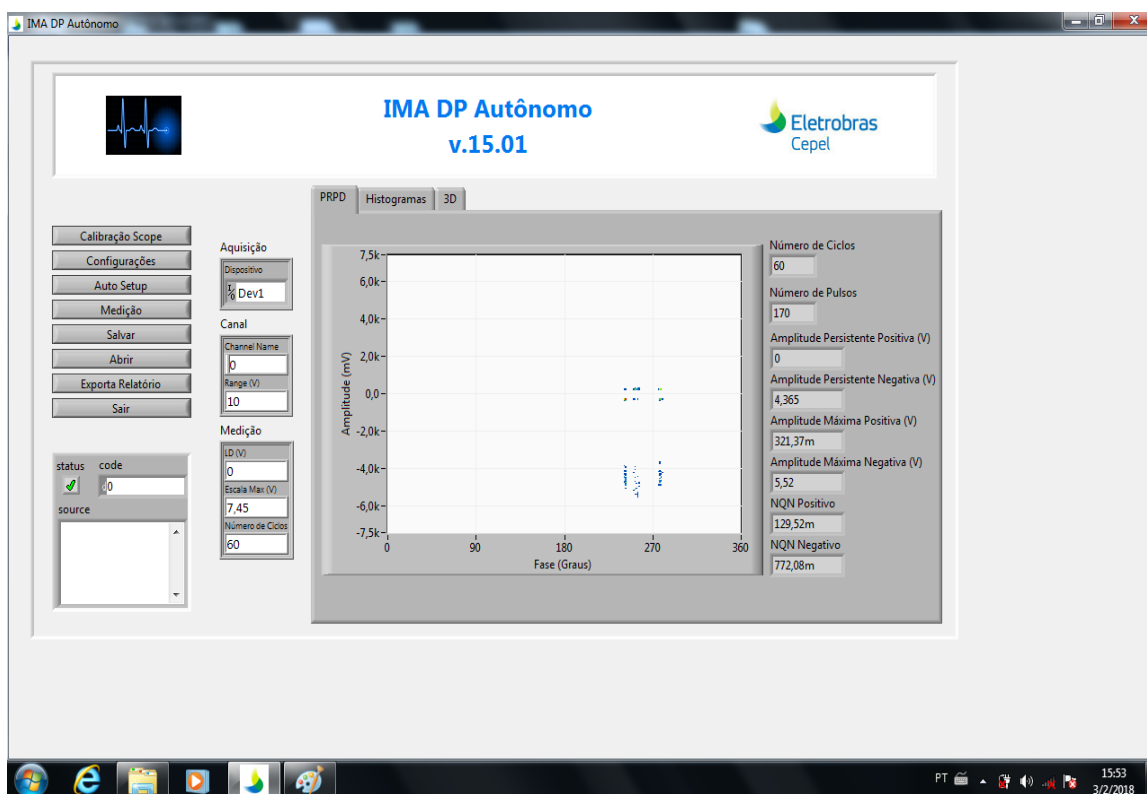 IMA DP Autônomo
IMA DP Autônomo
v.15.01
Eletrobras
Cepel
PRPD
Histogramas
3D
Calibração Scope
Configurações
Auto Setup
Medição
Salvar
Abrir
Exporta Relatório
Sair
status
code
0
source
Aquisição
Dispositivo
Dev1
Canal
Channel Name
0
Range (V)
10
Medição
LD (V)
0
Escala Max (V)
7,45
Número de Ciclos
60
Amplitude (mV)
7,5k
6,0k
4,0k
2,0k
0,0
-2,0k
-4,0k
-6,0k
-7,5k
0
90
180
270
360
Fase (Graus)
Número de Ciclos
60
Número de Pulsos
170
Amplitude Persistente Positiva (V)
0
Amplitude Persistente Negativa (V)
4,365
Amplitude Máxima Positiva (V)
321,37m
Amplitude Máxima Negativa (V)
5,52
NQN Positivo
129,52m
NQN Negativo
772,08m
PT
15:53
3/2/2018